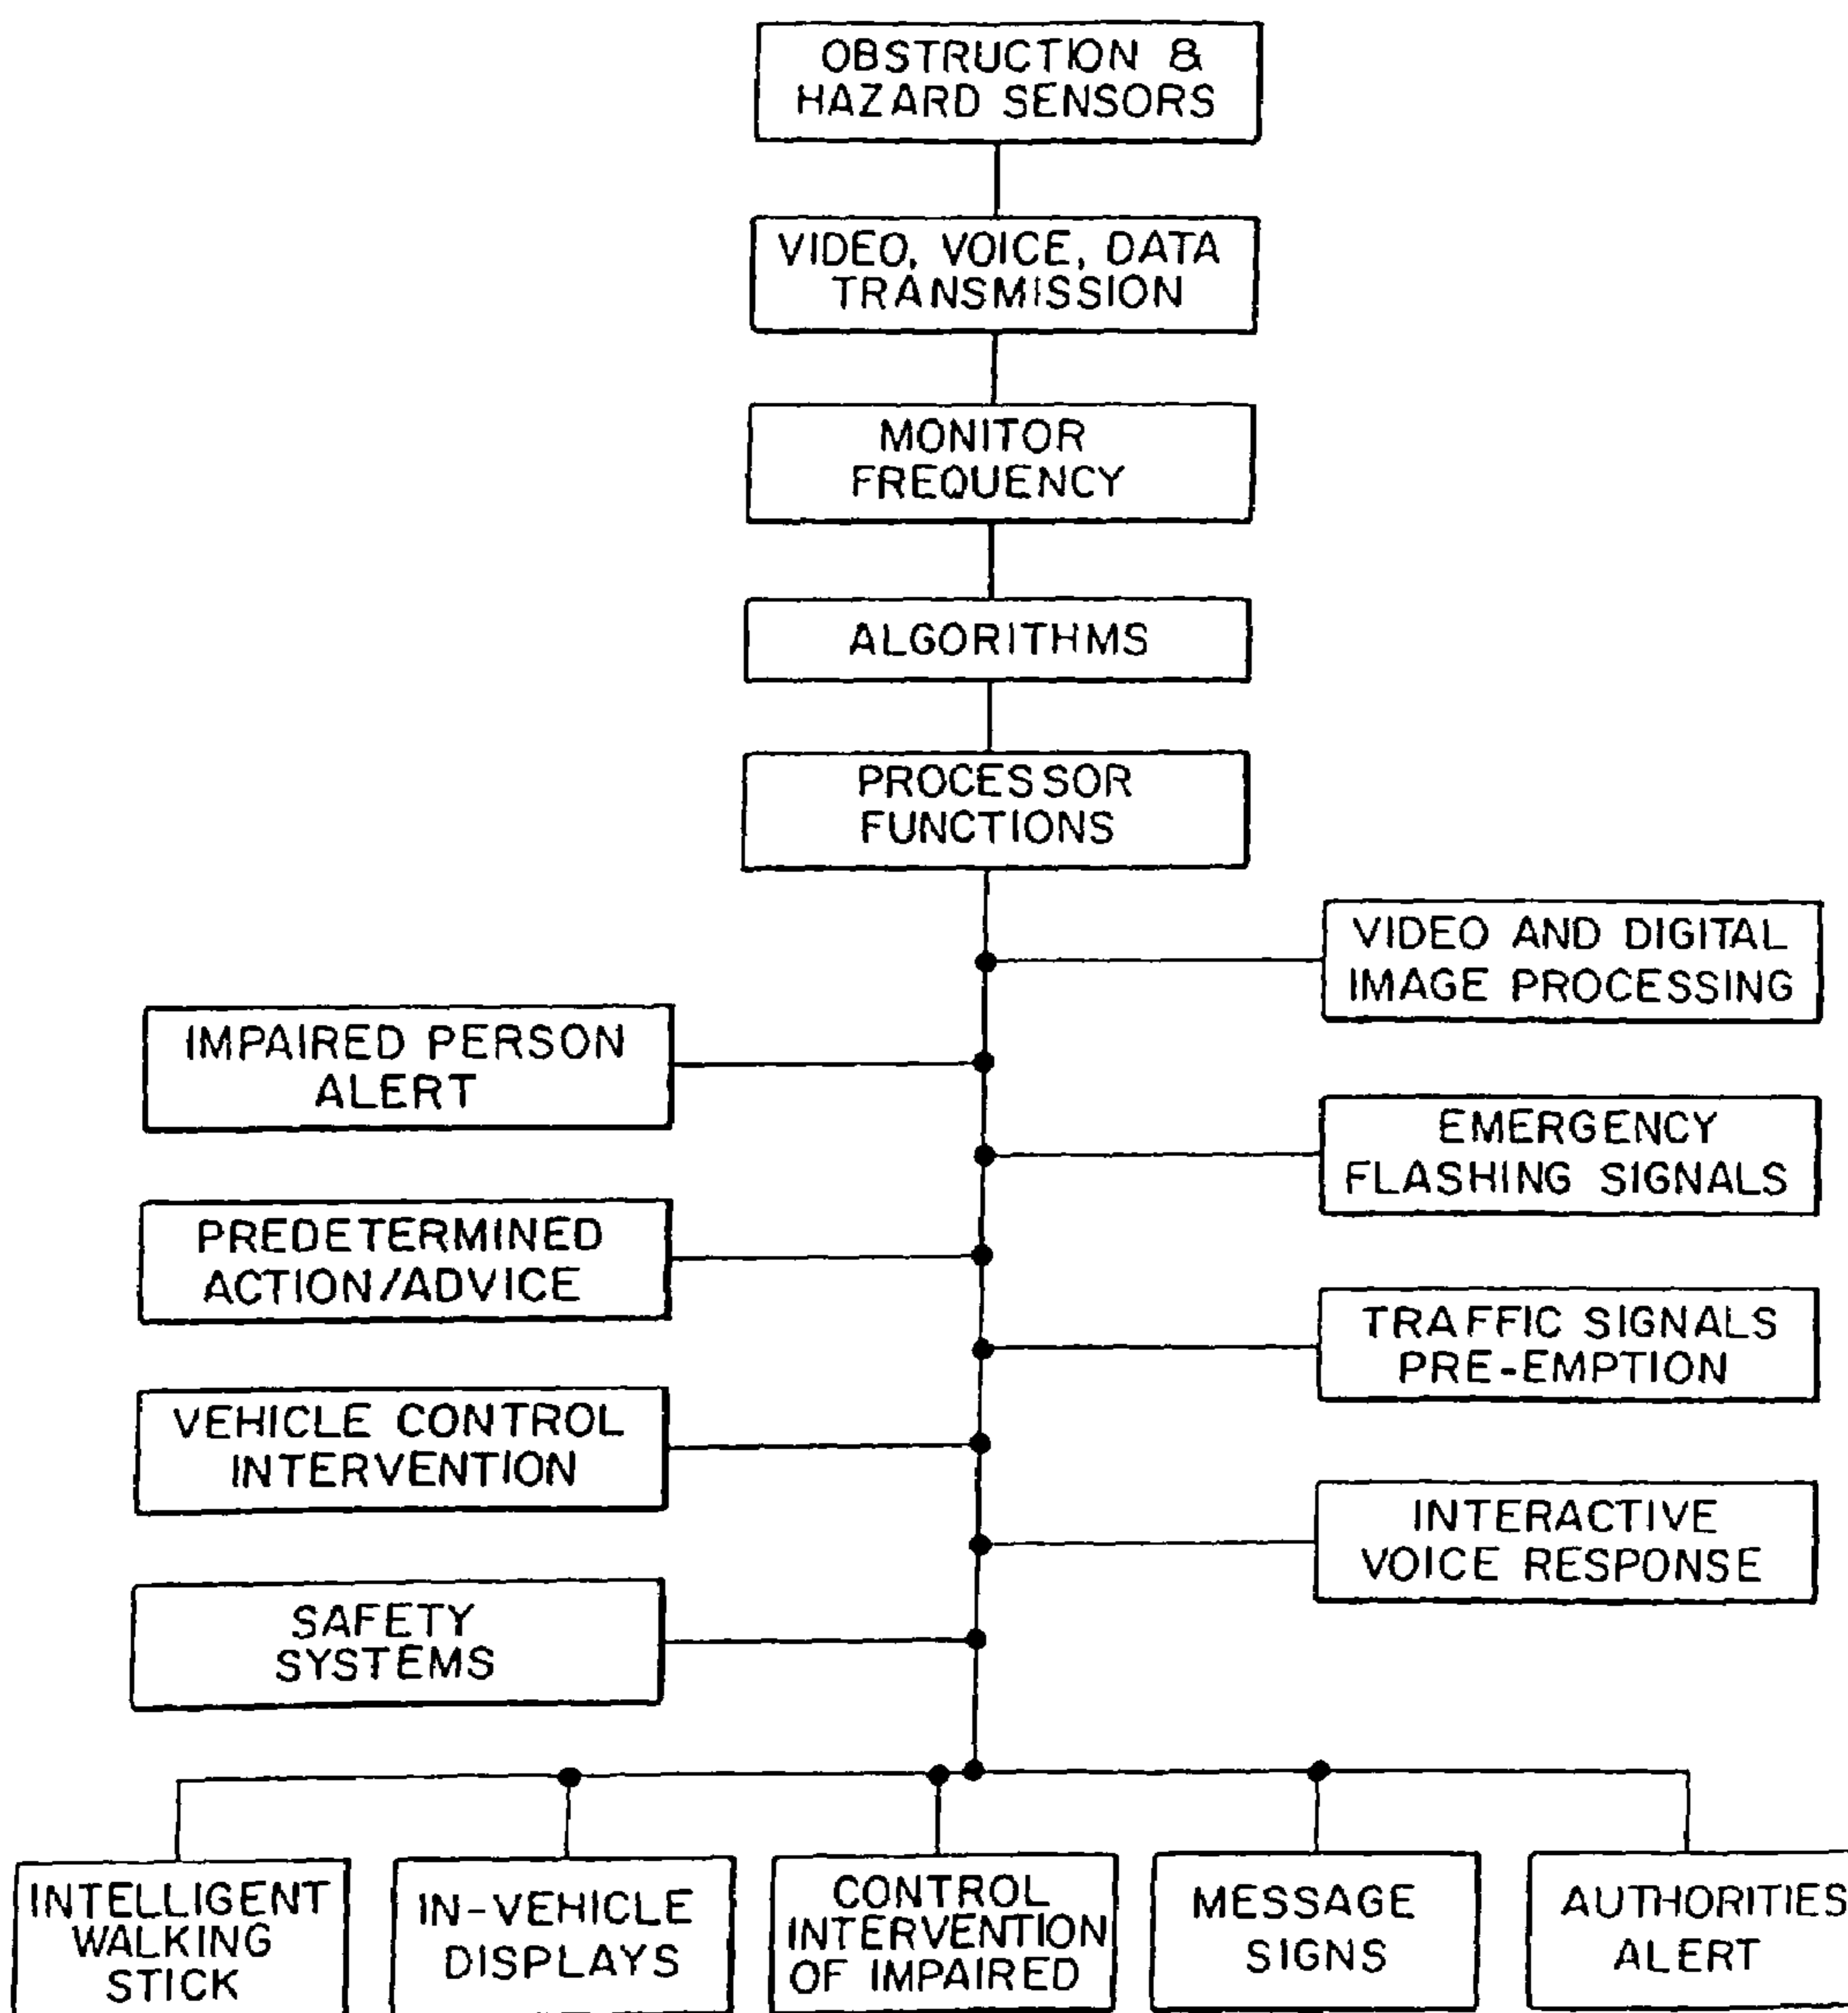 OBSTRUCTION &
HAZARD SENSORS
VIDEO, VOICE, DATA
TRANSMISSION
MONITOR
FREQUENCY
ALGORITHMS
PROCESSOR
FUNCTIONS
VIDEO AND DIGITAL
IMAGE PROCESSING
IMPAIRED PERSON
ALERT
EMERGENCY
FLASHING SIGNALS
PREDETERMINED
ACTION/ADVICE
TRAFFIC SIGNALS
PRE-EMPTION
VEHICLE CONTROL
INTERVENTION
INTERACTIVE
VOICE RESPONSE
SAFETY
SYSTEMS
INTELLIGENT
WALKING
STICK
IN-VEHICLE
DISPLAYS
CONTROL
INTERVENTION
OF IMPAIRED
MESSAGE
SIGNS
AUTHORITIES
ALERT